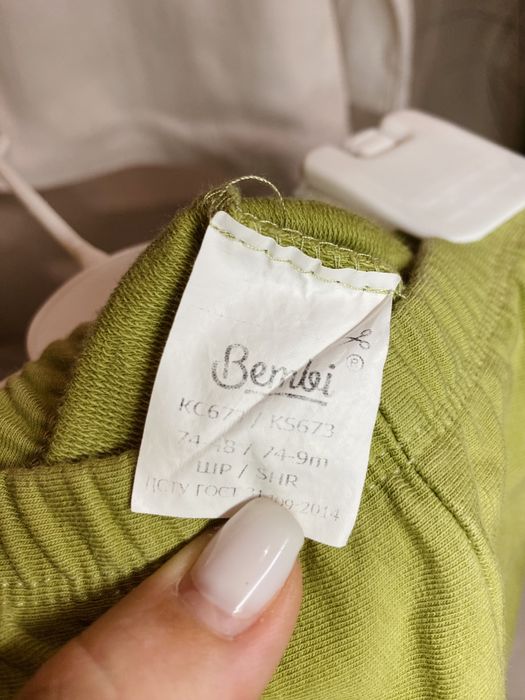 Bembi ®
КС673 / KS673
74-48 / 74-9m
ШР / SHR
ДСТУ ГОСТ 31409:2014